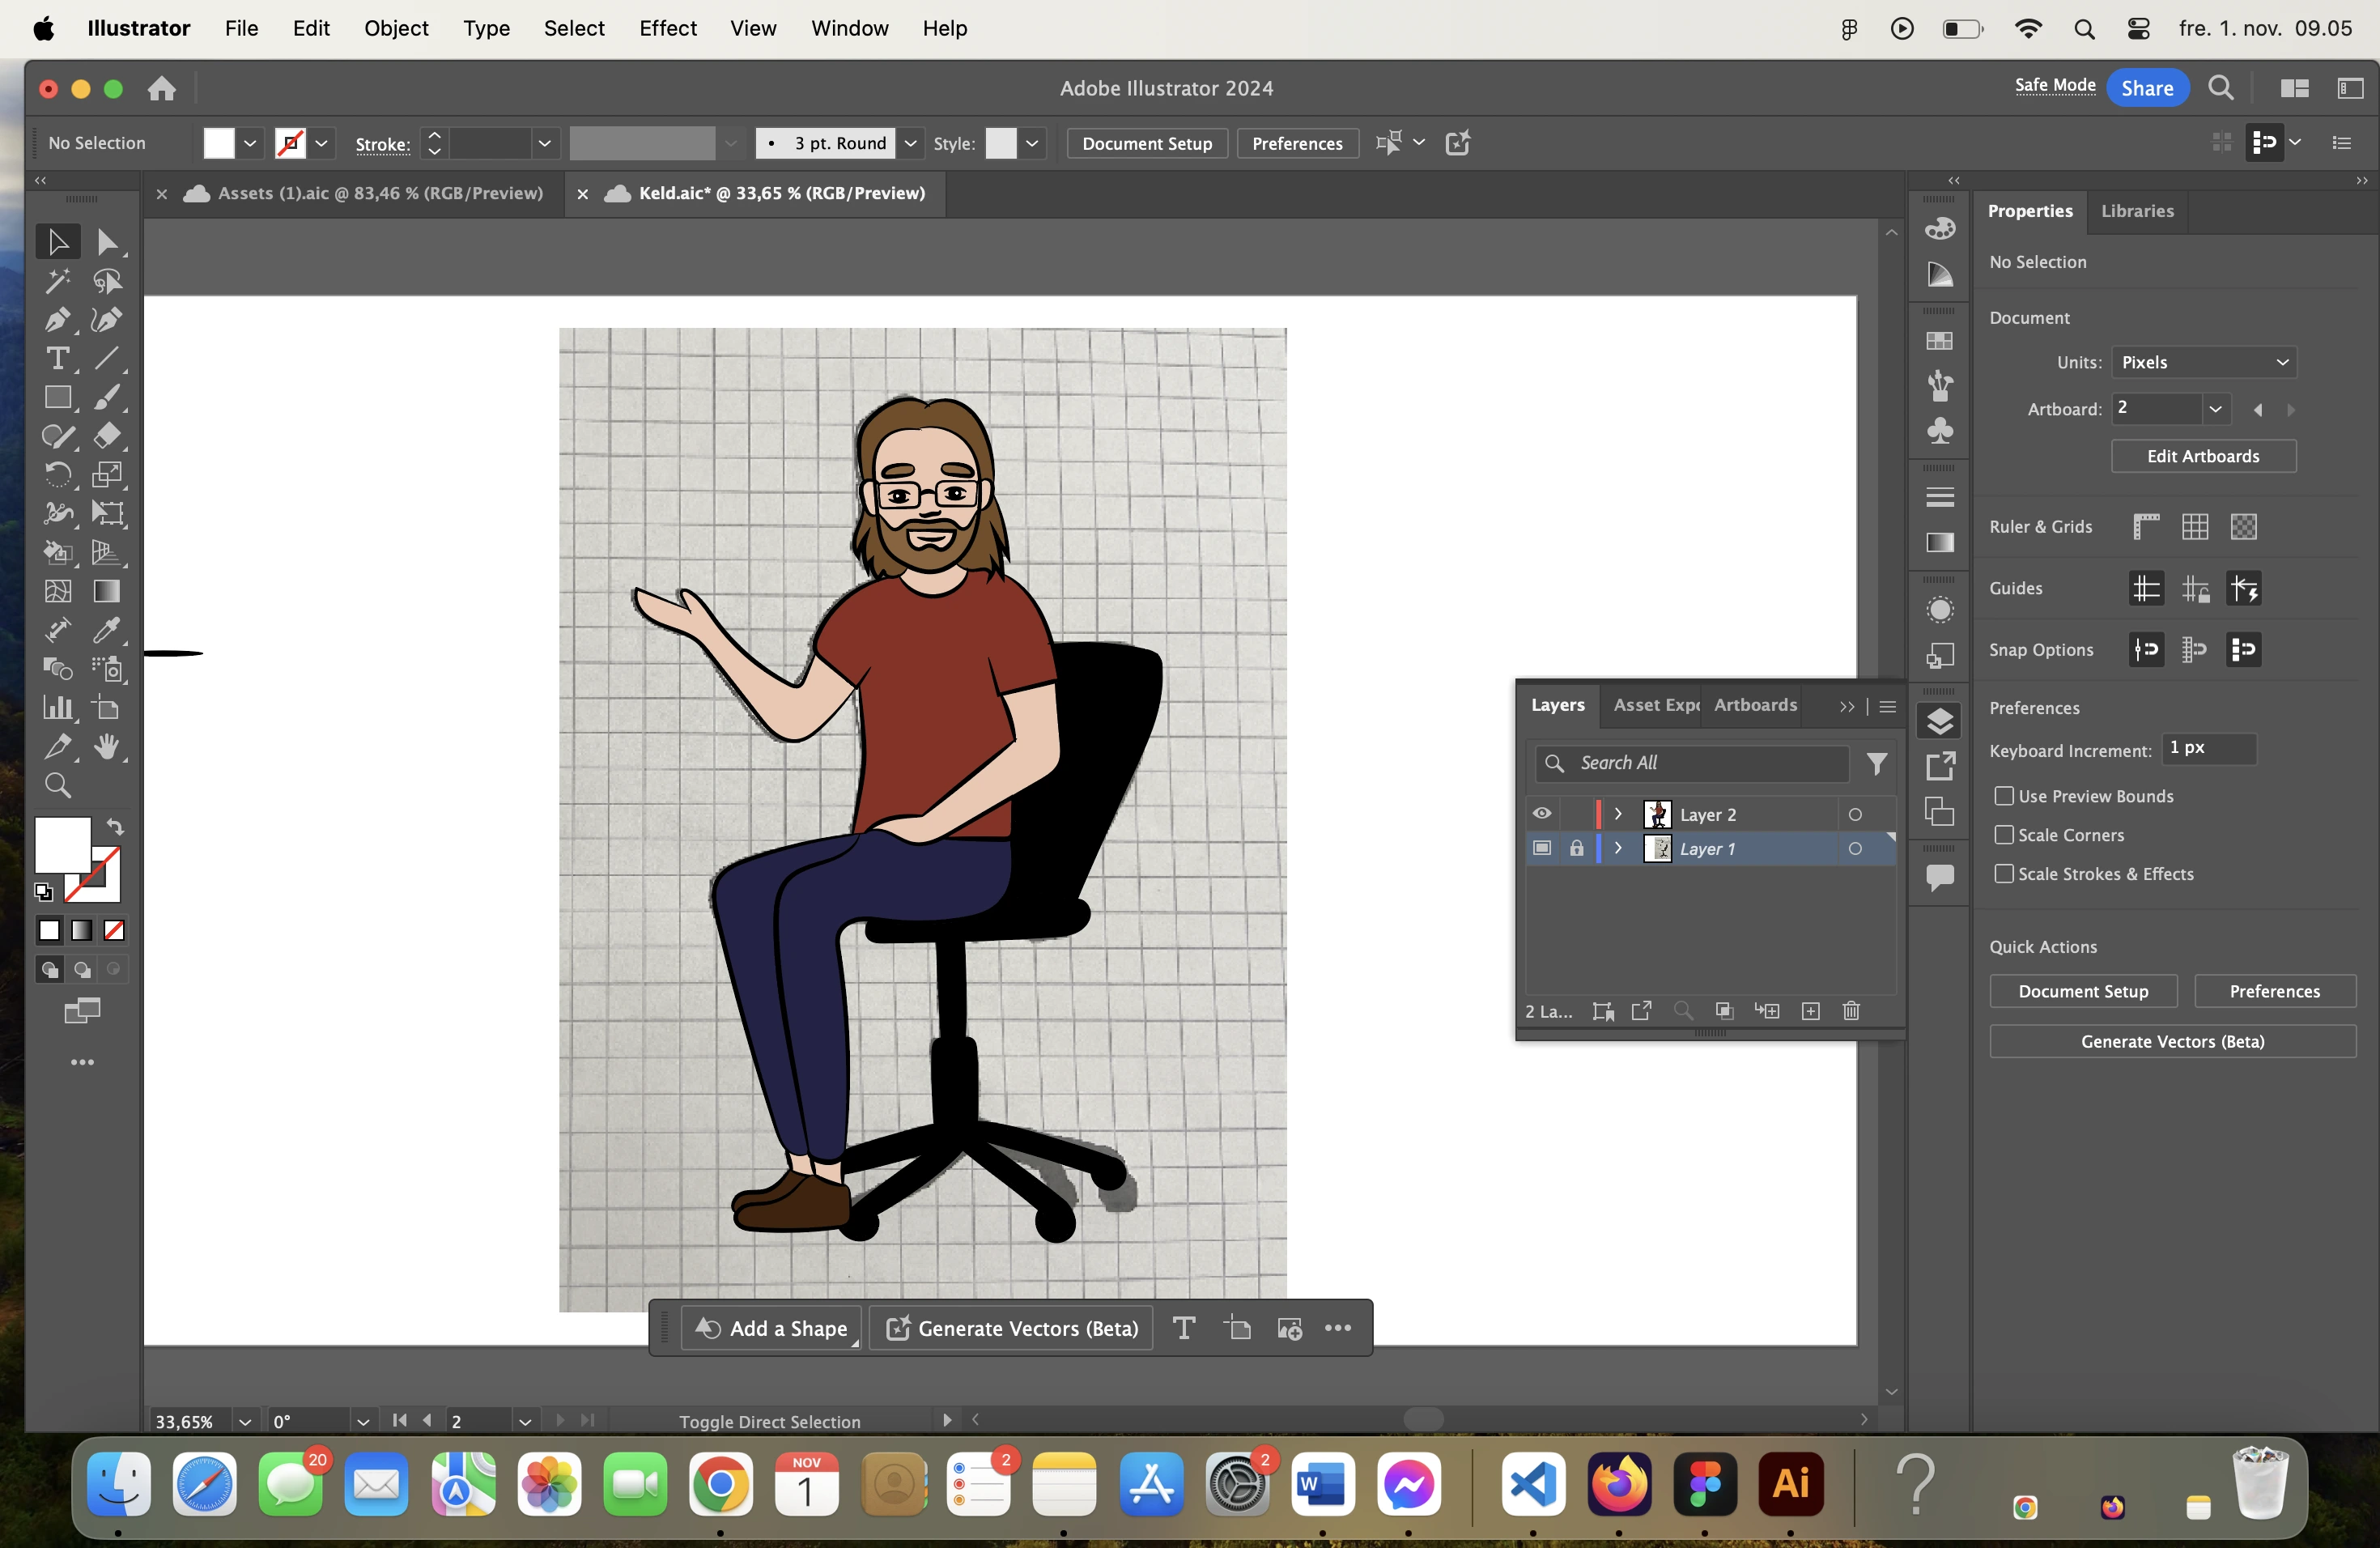 Illustrator File Edit Object Type Select Effect View Window Help fre. 1. nov. 09.05
Adobe Illustrator 2024 Safe Mode Share
No Selection Stroke: 3 pt. Round Style: Document Setup Preferences
Assets (1).aic @ 83,46 % (RGB/Preview) Keld.aic* @ 33,65 % (RGB/Preview)
Properties Libraries
No Selection
Document
Units: Pixels
Artboard: 2
Edit Artboards
Ruler & Grids
Guides
Snap Options
Preferences
Keyboard Increment: 1 px
Use Preview Bounds
Scale Corners
Scale Strokes & Effects
Quick Actions
Document Setup Preferences
Generate Vectors (Beta)
Layers Asset Expo Artboards
Search All
Layer 2
Layer 1
2 La...
Add a Shape Generate Vectors (Beta)
33,65% 0° 2 Toggle Direct Selection
20 NOV 1 2 2 W Ai